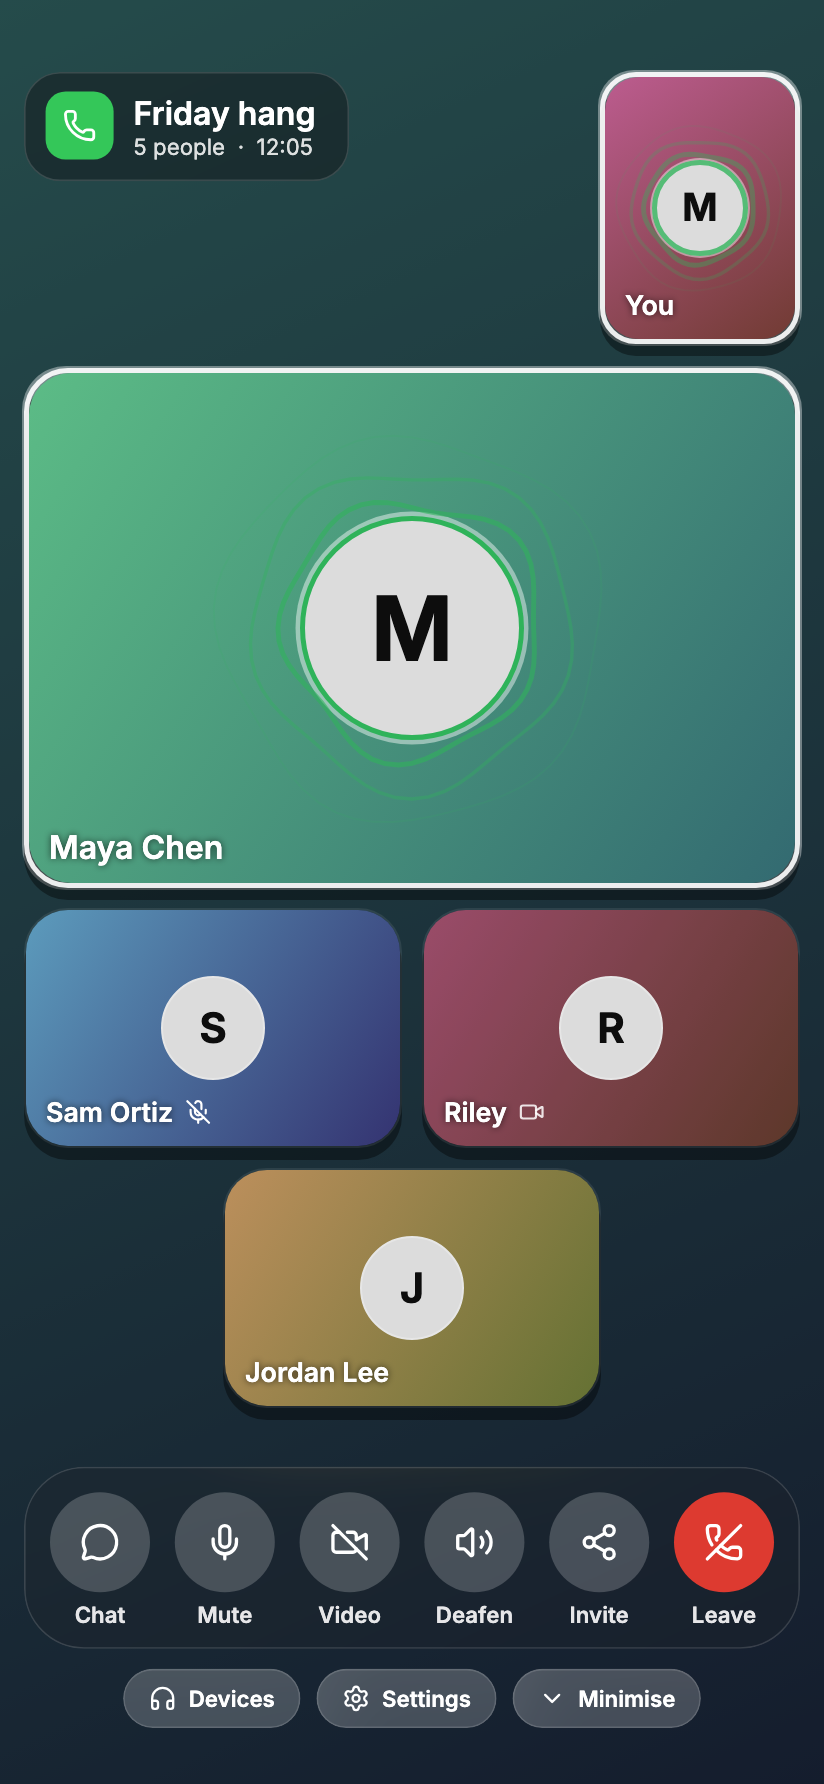 Friday hang
5 people · 12:05
M
You
M
Maya Chen
S
Sam Ortiz
R
Riley
J
Jordan Lee
Chat
Mute
Video
Deafen
Invite
Leave
Devices
Settings
Minimise